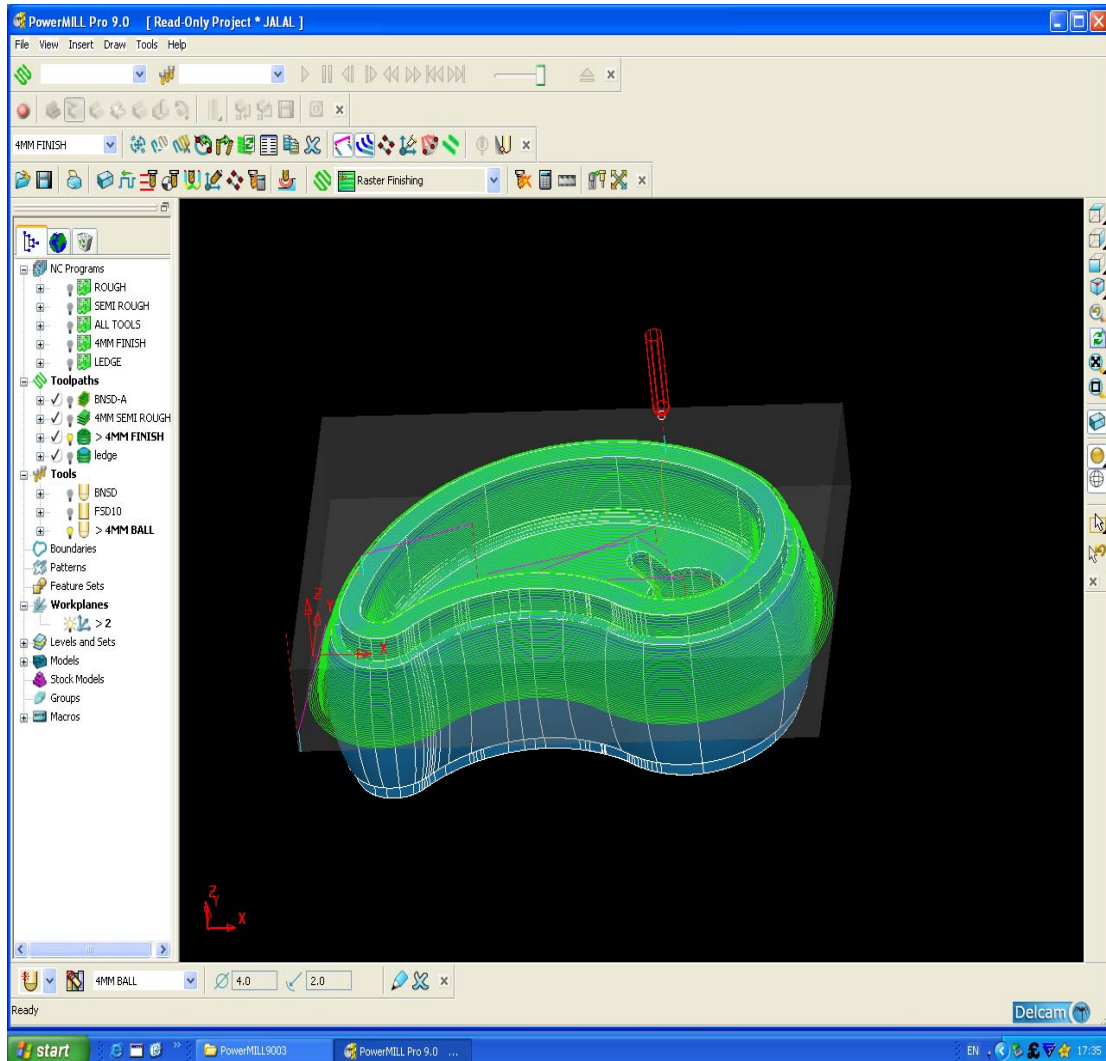 PowerMILL Pro 9.0 [ Read-Only Project * JALAL ]
File View Insert Draw Tools Help
4MM FINISH
Raster Finishing
NC Programs
ROUGH
SEMI ROUGH
ALL TOOLS
4MM FINISH
LEDGE
Toolpaths
BNSD-A
4MM SEMI ROUGH
> 4MM FINISH
ledge
Tools
BNSD
FSD10
> 4MM BALL
Boundaries
Patterns
Feature Sets
Workplanes
> 2
Levels and Sets
Models
Stock Models
Groups
Macros
Z
Y
X
Z
Y
X
4MM BALL 4.0 2.0
Ready
Delcam
start PowerMILL9003 PowerMILL Pro 9.0 ... EN 17:35